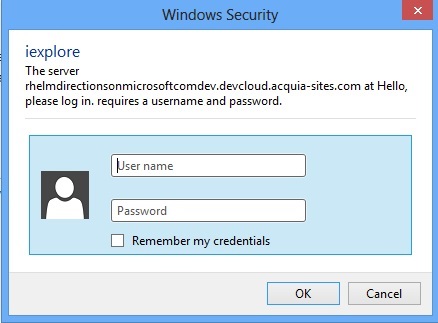 Windows Security
iexplore
The server
rhelmdirectionsonmicrosoftcomdev.devcloud.acquia-sites.com at Hello,
please log in. requires a username and password.
User name
Password
Remember my credentials
OK
Cancel